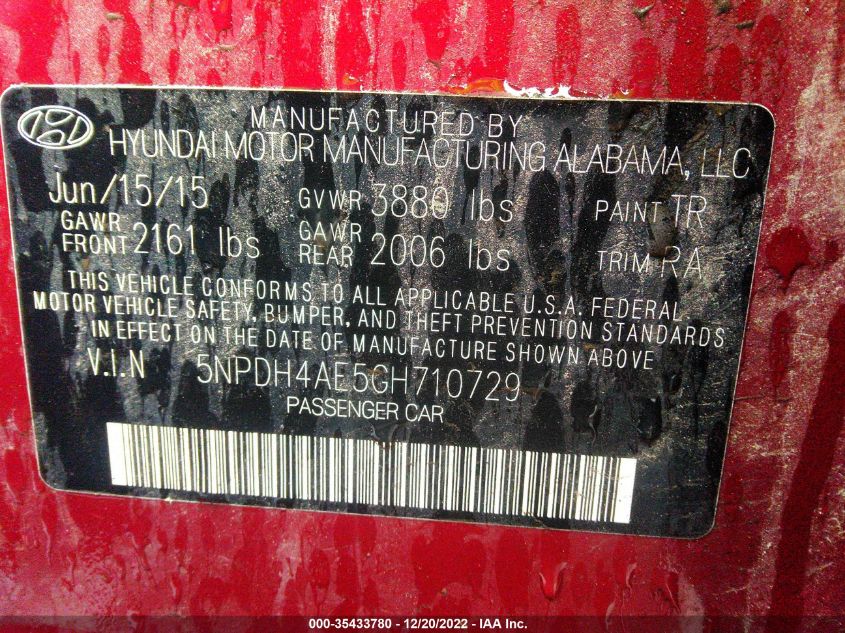 MANUFACTURED BY
HYUNDAI MOTOR MANUFACTURING ALABAMA, LLC
Jun/15/15 GVWR 3880 lbs PAINT TR
GAWR FRONT 2161 lbs GAWR REAR 2006 lbs TRIM RA
THIS VEHICLE CONFORMS TO ALL APPLICABLE U.S.A. FEDERAL
MOTOR VEHICLE SAFETY, BUMPER, AND THEFT PREVENTION STANDARDS
IN EFFECT ON THE DATE OF MANUFACTURE SHOWN ABOVE.
V.I.N 5NPDH4AE5GH710729
PASSENGER CAR
000-35433780 - 12/20/2022 - IAA Inc.